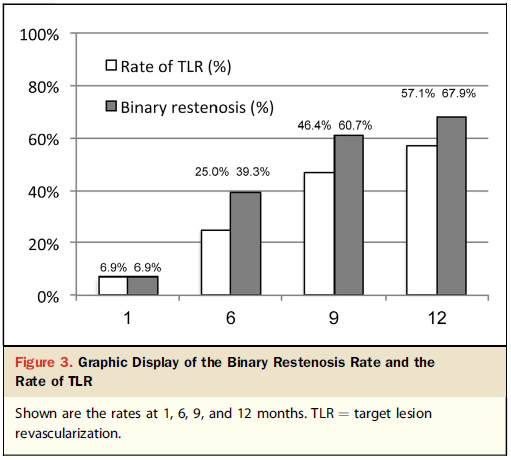 100%
80%
60%
40%
20%
0%
Rate of TLR (%)
Binary restenosis (%)
6.9% 6.9%
25.0% 39.3%
46.4% 60.7%
57.1% 67.9%
1 6 9 12
Figure 3. Graphic Display of the Binary Restenosis Rate and the
Rate of TLR
Shown are the rates at 1, 6, 9, and 12 months. TLR = target lesion
revascularization.